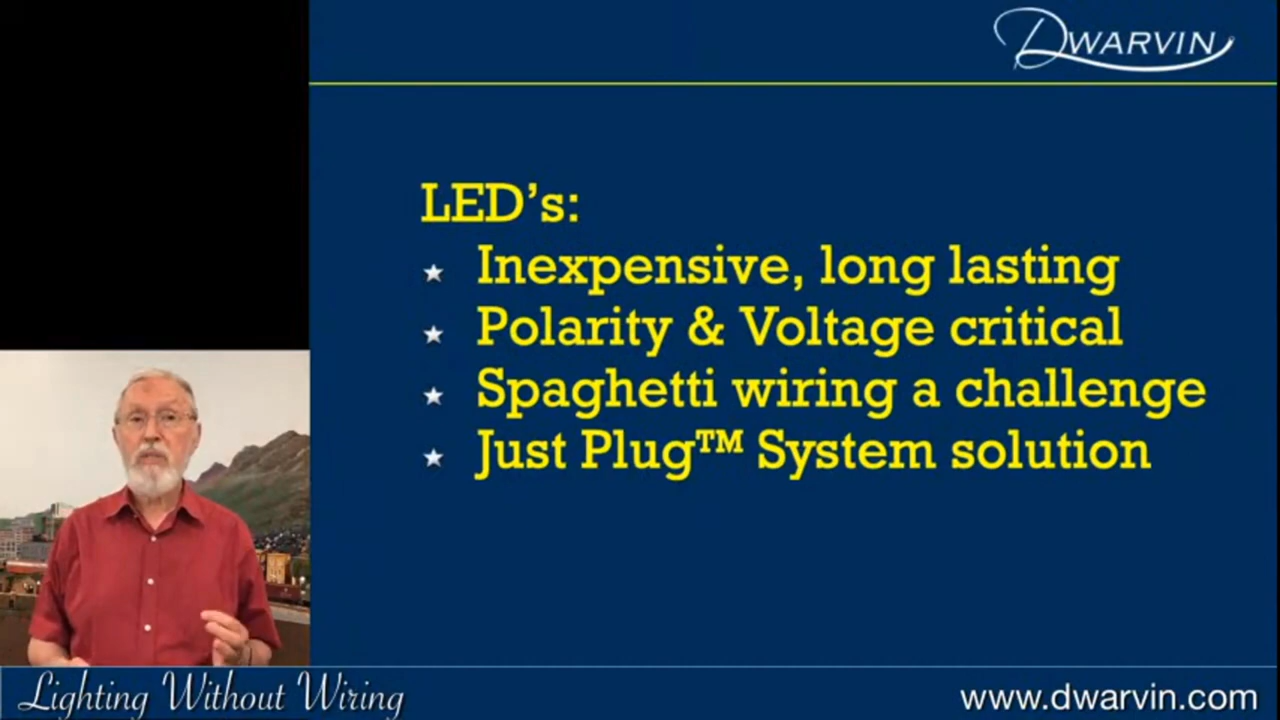 DWARVIN
LED’s:
Inexpensive, long lasting
Polarity & Voltage critical
Spaghetti wiring a challenge
Just Plug™ System solution
Lighting Without Wiring
www.dwarvin.com